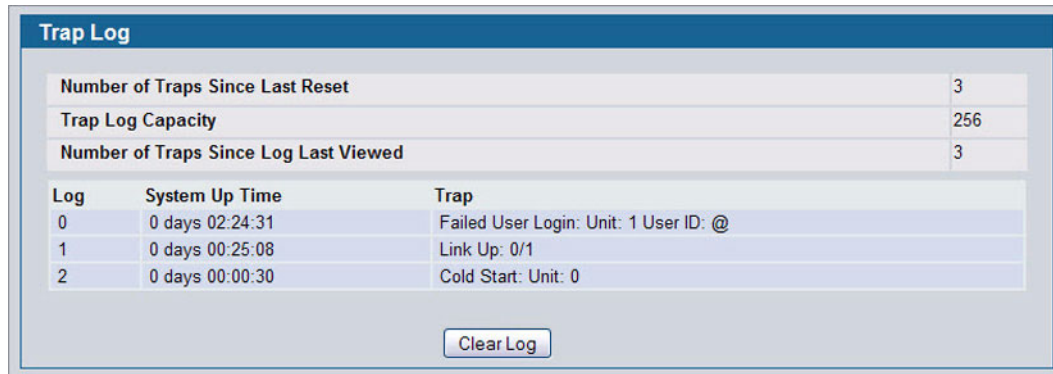 Trap Log
Number of Traps Since Last Reset 3
Trap Log Capacity 256
Number of Traps Since Log Last Viewed 3
Log System Up Time Trap
0 0 days 02:24:31 Failed User Login: Unit: 1 User ID: @
1 0 days 00:25:08 Link Up: 0/1
2 0 days 00:00:30 Cold Start: Unit: 0
Clear Log